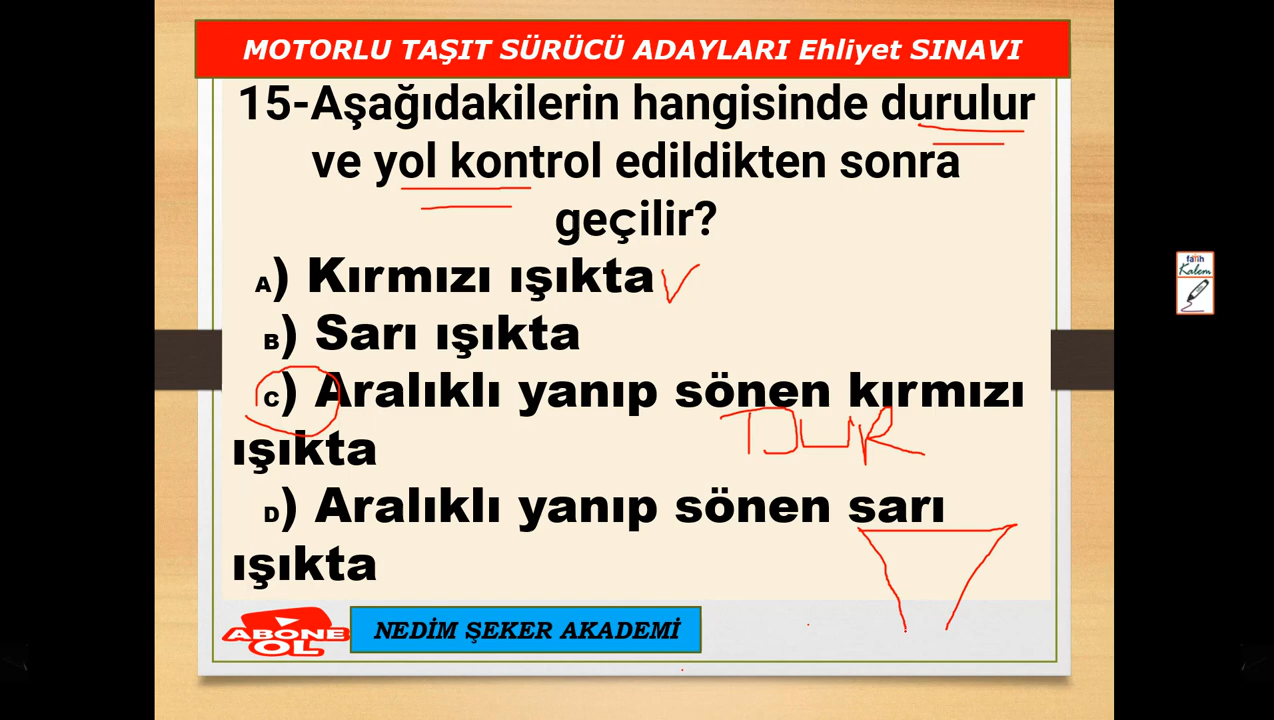 MOTORLU TAŞIT SÜRÜCÜ ADAYLARI Ehliyet SINAVI
15-Aşağıdakilerin hangisinde durulur
ve yol kontrol edildikten sonra
geçilir?
A) Kırmızı ışıkta
B) Sarı ışıkta
C) Aralıklı yanıp sönen kırmızı
ışıkta
DUR
D) Aralıklı yanıp sönen sarı
ışıkta
ABONE
OL
NEDİM ŞEKER AKADEMİ
fatih
Kalem